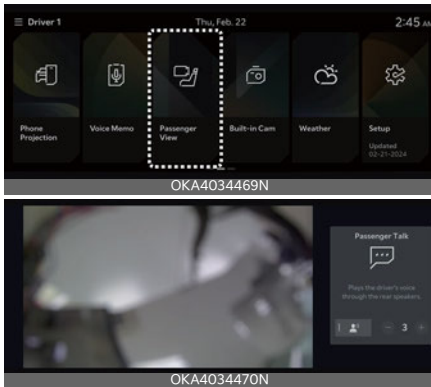 Driver 1
Thu, Feb. 22
2:45 AM
Phone
Projection
Voice Memo
Passenger
View
Built-in Cam
Weather
Setup
Updated
02-21-2024
OKA4034469N
Passenger Talk
Plays the driver's voice
through the rear speakers.
3
OKA4034470N